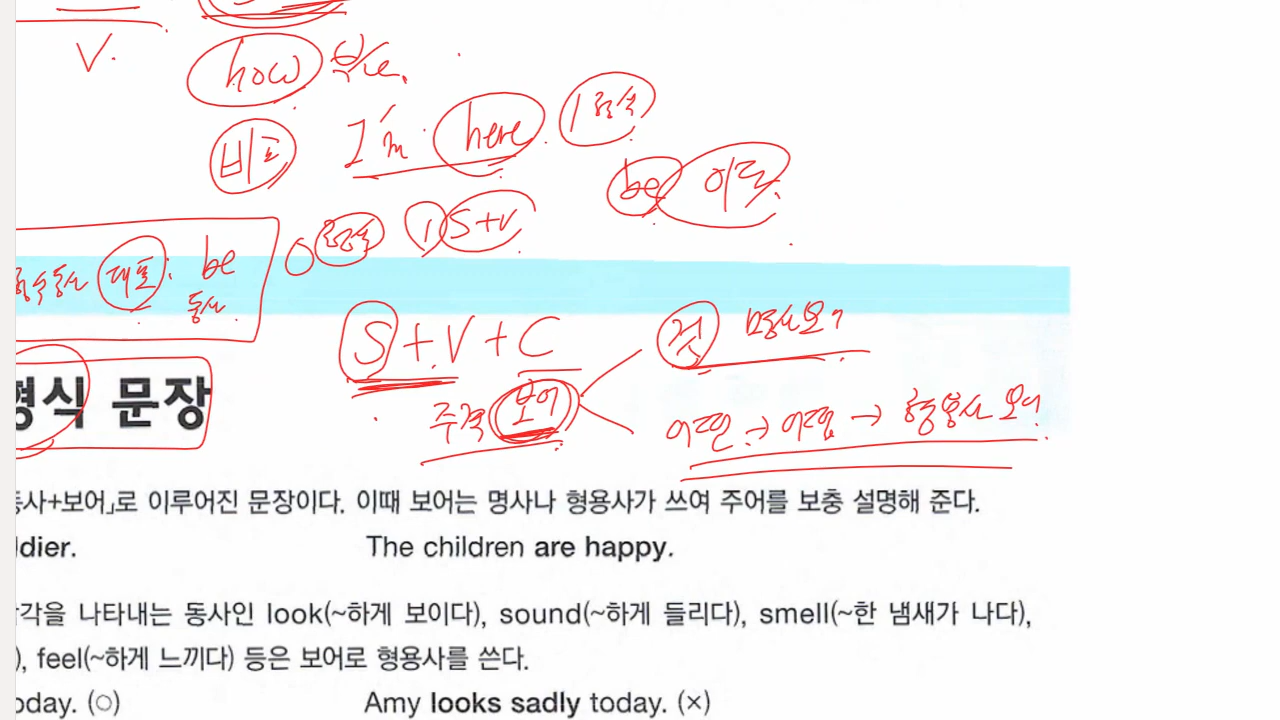 V.
how 부사.
비교 I'm here. 1형식
be 이다.
대표: be
동사.
O 1 S+V
S+V+C
것 명사보어
주격 보어
어떤 → 어떤 → 형용사 보어
형식 문장
동사+보어」로 이루어진 문장이다. 이때 보어는 명사나 형용사가 쓰여 주어를 보충 설명해 준다.
ldier. The children are happy.
감각을 나타내는 동사인 look(~하게 보이다), sound(~하게 들리다), smell(~한 냄새가 나다),
), feel(~하게 느끼다) 등은 보어로 형용사를 쓴다.
oday. (○) Amy looks sadly today. (×)